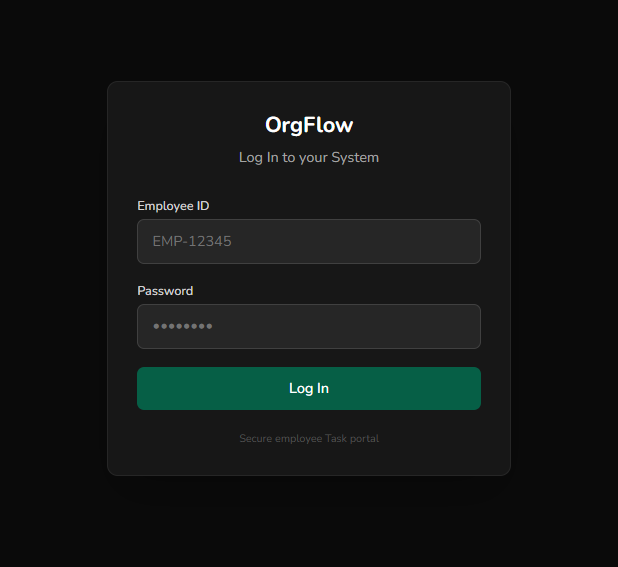 OrgFlow
Log In to your System
Employee ID
EMP-12345
Password
••••••••
Log In
Secure employee Task portal